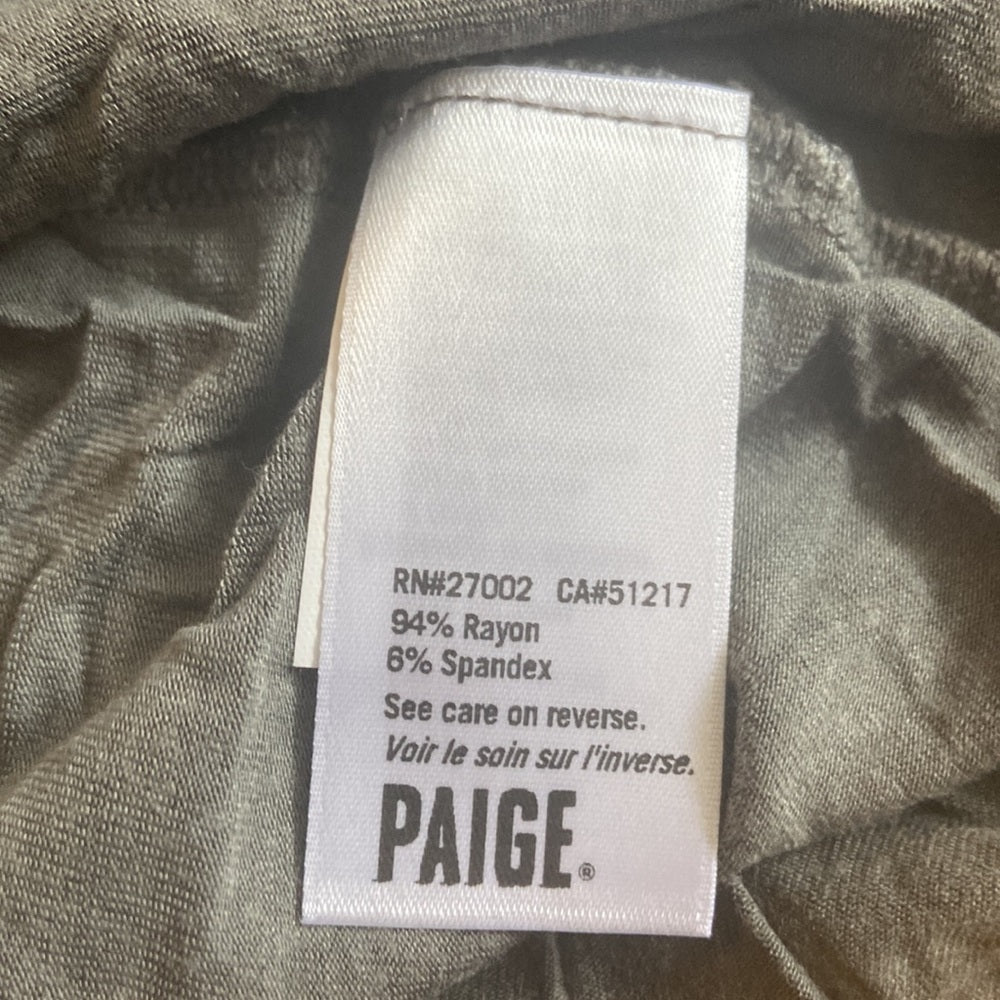 RN#27002 CA#51217
94% Rayon
6% Spandex
See care on reverse.
Voir le soin sur l'inverse.
PAIGE®